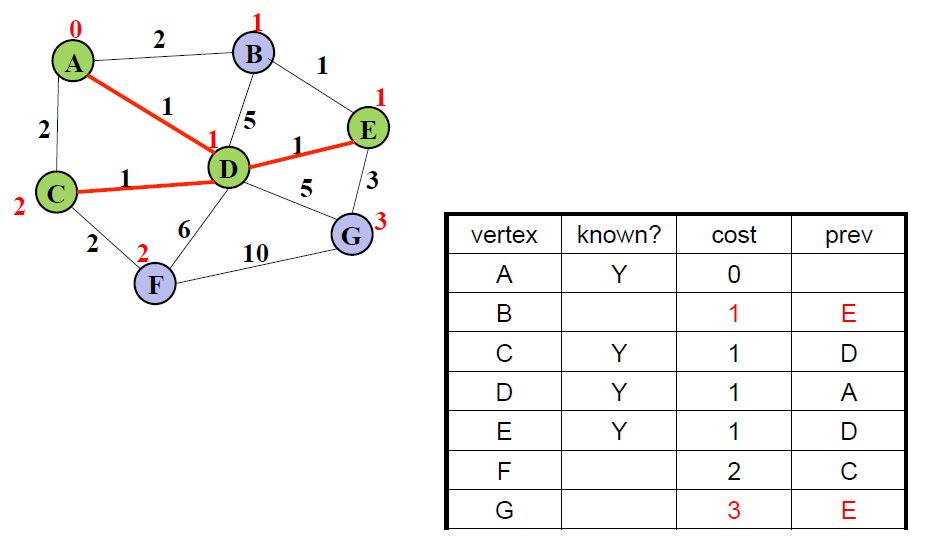 0
1
2
A
B
1
1
1
E
2
5
1
1
D
1
3
C
5
2
6
3
2
2
G
10
F
vertex known? cost prev
A Y 0
B 1 E
C Y 1 D
D Y 1 A
E Y 1 D
F 2 C
G 3 E